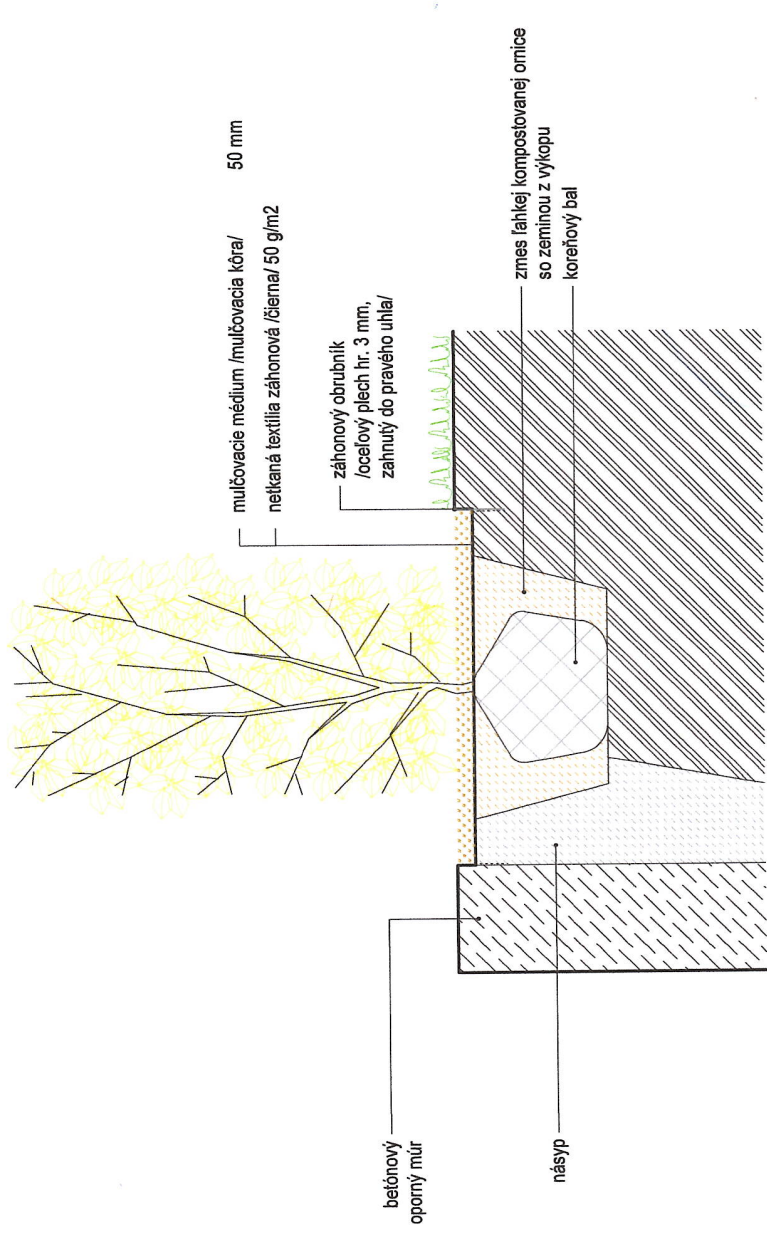 mulčovacie médium /mulčovacia kôra/ 50 mm
netkaná textília záhonová /čierna/ 50 g/m2
záhonový obrubník
/oceľový plech hr. 3 mm,
zahnutý do pravého uhla/
zmes ľahkej kompostovanej ornice
so zeminou z výkopu
koreňový bal
betónový
oporný múr
násyp